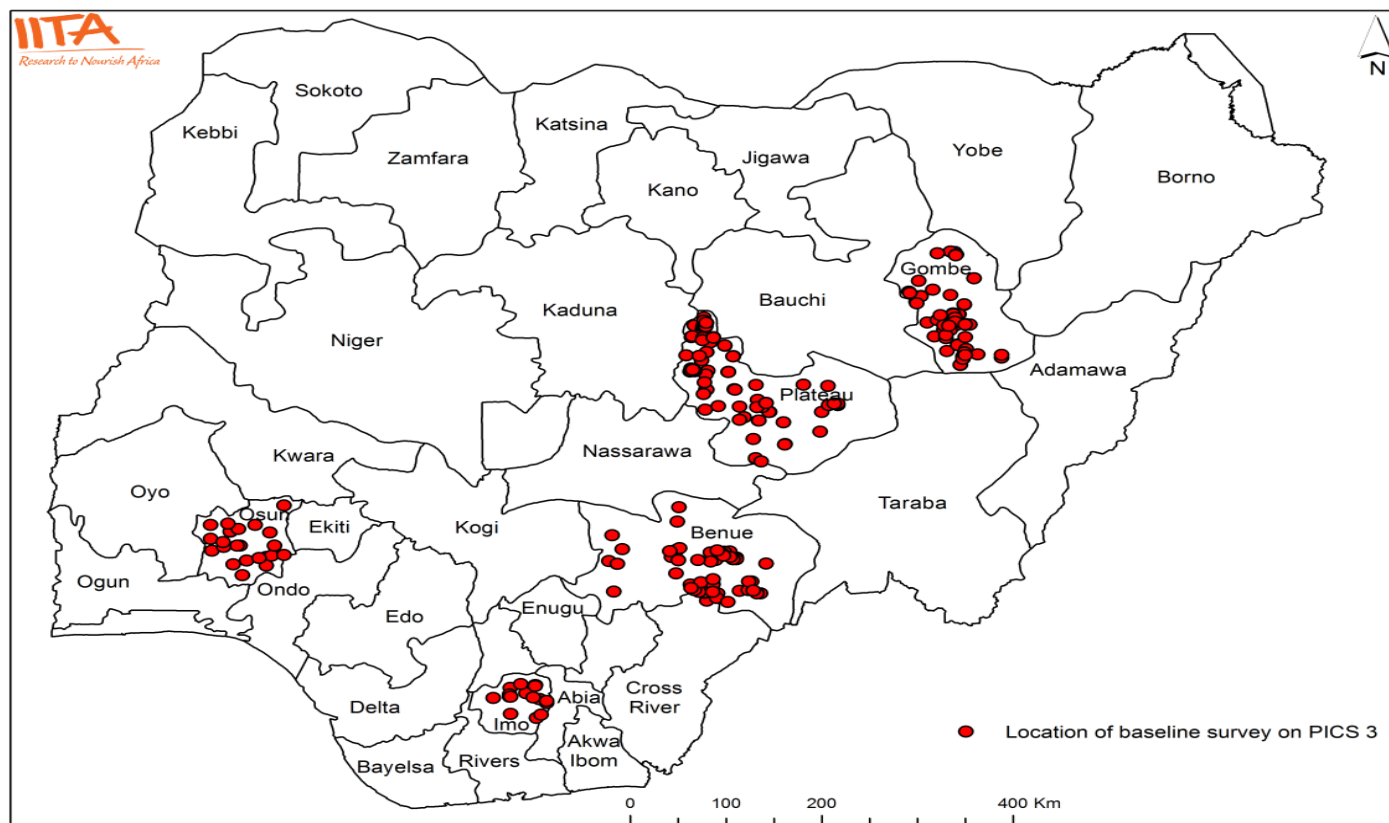 IITA
Research to Nourish Africa
N
Sokoto
Kebbi
Katsina
Zamfara
Jigawa
Yobe
Kano
Borno
Gombe
Bauchi
Kaduna
Niger
Adamawa
Plateau
Nassarawa
Kwara
Oyo
Taraba
Osun
Ekiti
Kogi
Benue
Ogun
Ondo
Enugu
Edo
Cross
River
Abia
Delta
Imo
Akwa
Ibom
Rivers
Bayelsa
Location of baseline survey on PICS 3
0 100 200 400 Km